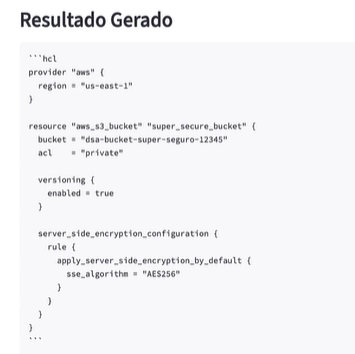 Resultado Gerado
```hcl
provider "aws" {
  region = "us-east-1"
}

resource "aws_s3_bucket" "super_secure_bucket" {
  bucket = "dsa-bucket-super-seguro-12345"
  acl    = "private"

  versioning {
    enabled = true
  }

  server_side_encryption_configuration {
    rule {
      apply_server_side_encryption_by_default {
        sse_algorithm = "AES256"
      }
    }
  }
}
```